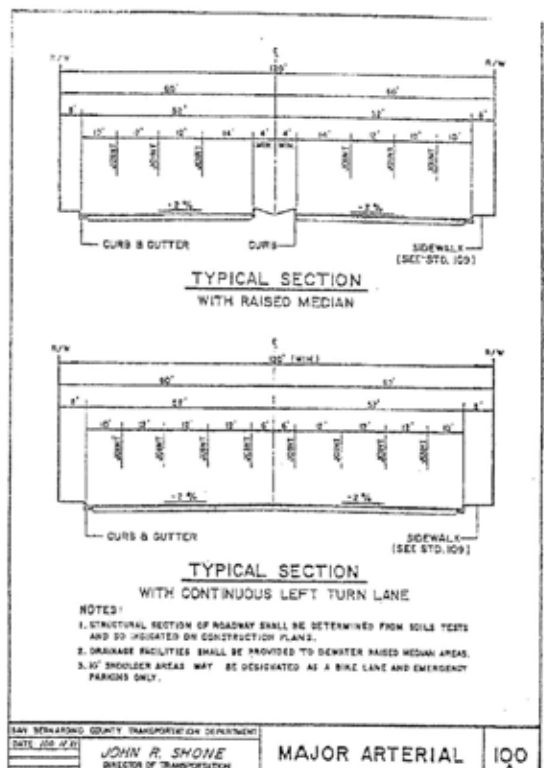 ℄
R/W R/W
120'
60' 60'
8' 52' 52' 8'
10' 12' 12' 14' 4' 4' 14' 12' 12' 10'
MIN. MIN.
JOINT JOINT JOINT JOINT JOINT JOINT
-2% -2%
CURB & GUTTER CURB SIDEWALK
(SEE STD. 109)
TYPICAL SECTION
WITH RAISED MEDIAN
℄
R/W R/W
120' (MIN.)
60'
8' 52' 52' 8'
10' 12' 12' 12' 6' 6' 12' 12' 12' 10'
JOINT JOINT JOINT JOINT JOINT JOINT JOINT JOINT
-2% -2%
CURB & GUTTER SIDEWALK
(SEE STD. 109)
TYPICAL SECTION
WITH CONTINUOUS LEFT TURN LANE
NOTES:
1. STRUCTURAL SECTION OF ROADWAY SHALL BE DETERMINED FROM SOILS TESTS
AND SO INDICATED ON CONSTRUCTION PLANS.
2. DRAINAGE FACILITIES SHALL BE PROVIDED TO DEWATER RAISED MEDIAN AREAS.
3. 10' SHOULDER AREAS MAY BE DESIGNATED AS A BIKE LANE AND EMERGENCY
PARKING ONLY.
SAN BERNARDINO COUNTY TRANSPORTATION DEPARTMENT
DATE
JOHN R. SHONE
DIRECTOR OF TRANSPORTATION
MAJOR ARTERIAL
100